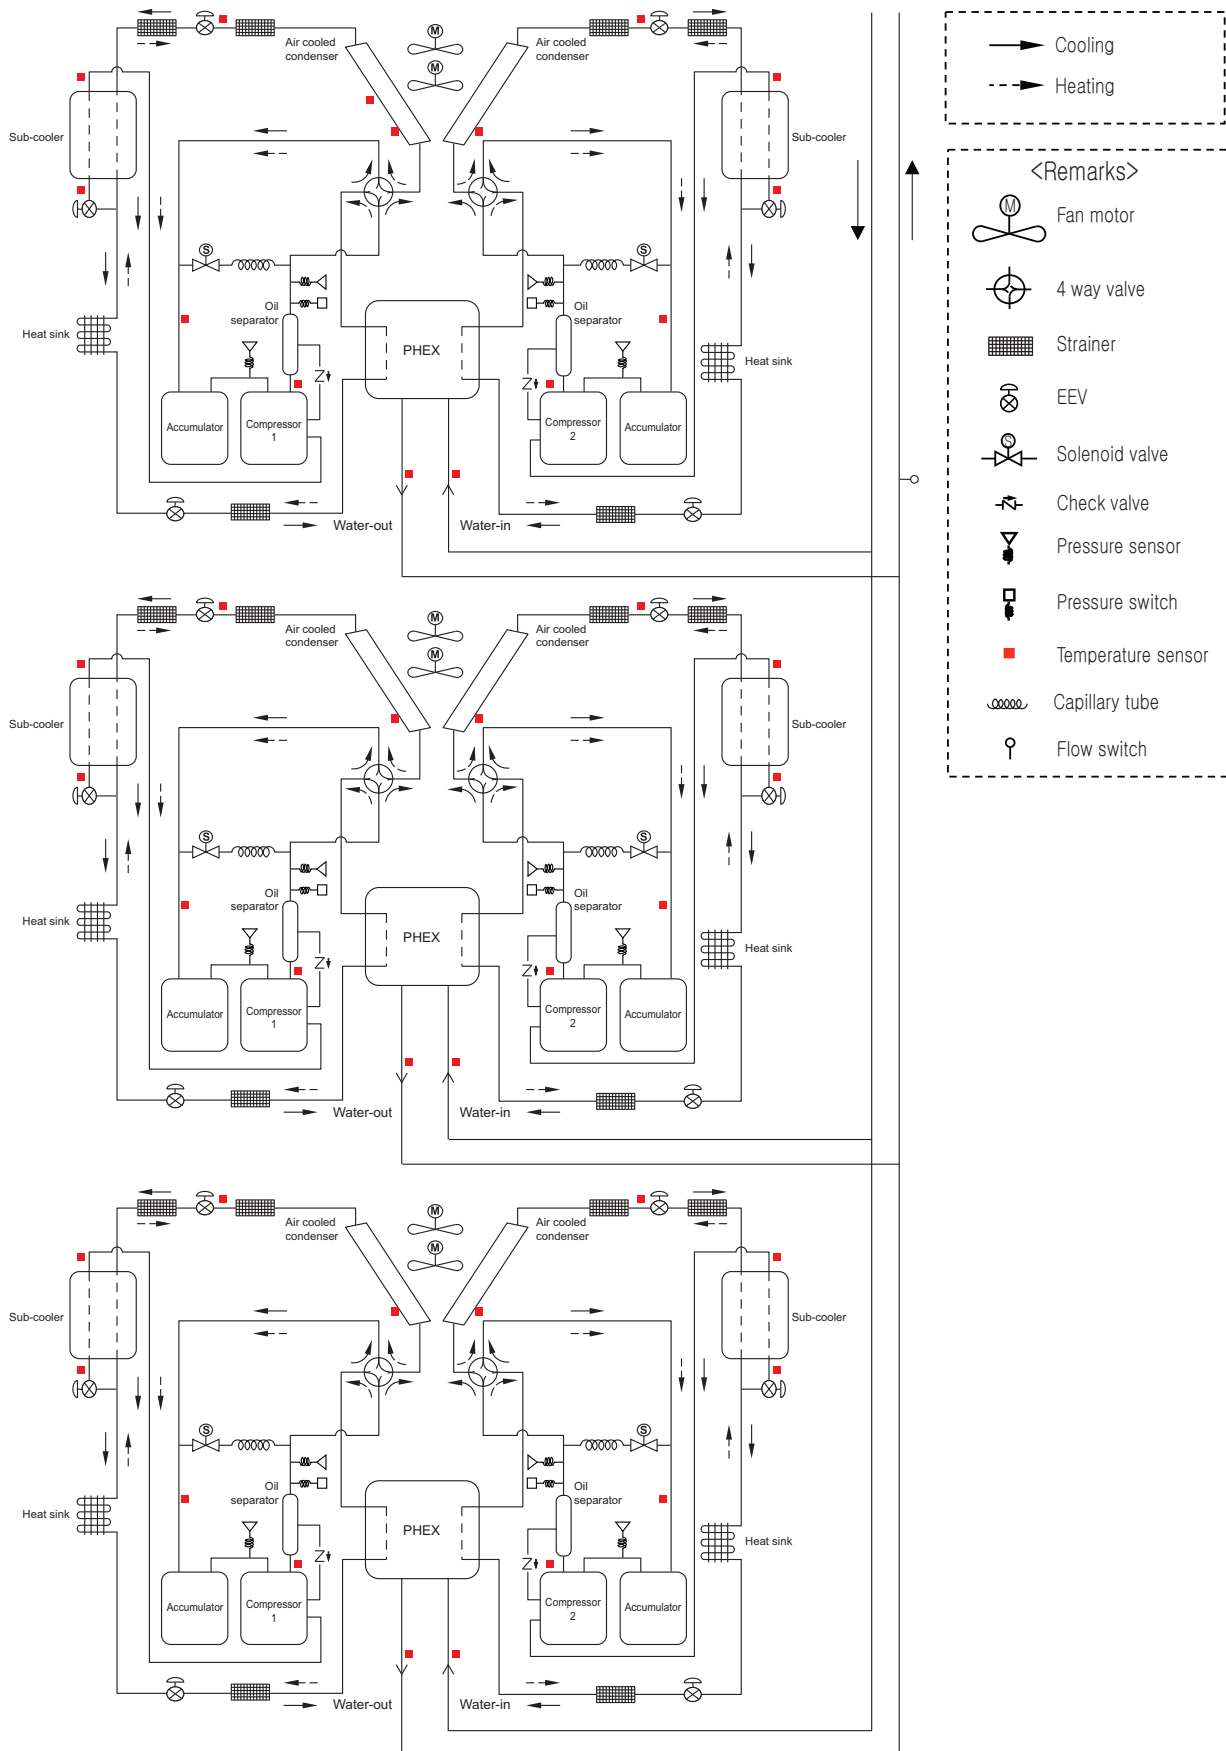 M
Air cooled
condenser
M
Air cooled
condenser
Sub-cooler
Sub-cooler
S
S
Oil
separator
Oil
separator
Heat sink
PHEX
Heat sink
Accumulator
Compressor
1
Compressor
2
Accumulator
Water-out
Water-in
M
Air cooled
condenser
M
Air cooled
condenser
Sub-cooler
Sub-cooler
S
S
Oil
separator
Oil
separator
Heat sink
PHEX
Heat sink
Accumulator
Compressor
1
Compressor
2
Accumulator
Water-out
Water-in
M
Air cooled
condenser
M
Air cooled
condenser
Sub-cooler
Sub-cooler
S
S
Oil
separator
Oil
separator
Heat sink
PHEX
Heat sink
Accumulator
Compressor
1
Compressor
2
Accumulator
Water-out
Water-in
Cooling
Heating
<Remarks>
M
Fan motor
4 way valve
Strainer
EEV
S
Solenoid valve
Check valve
Pressure sensor
Pressure switch
Temperature sensor
Capillary tube
Flow switch